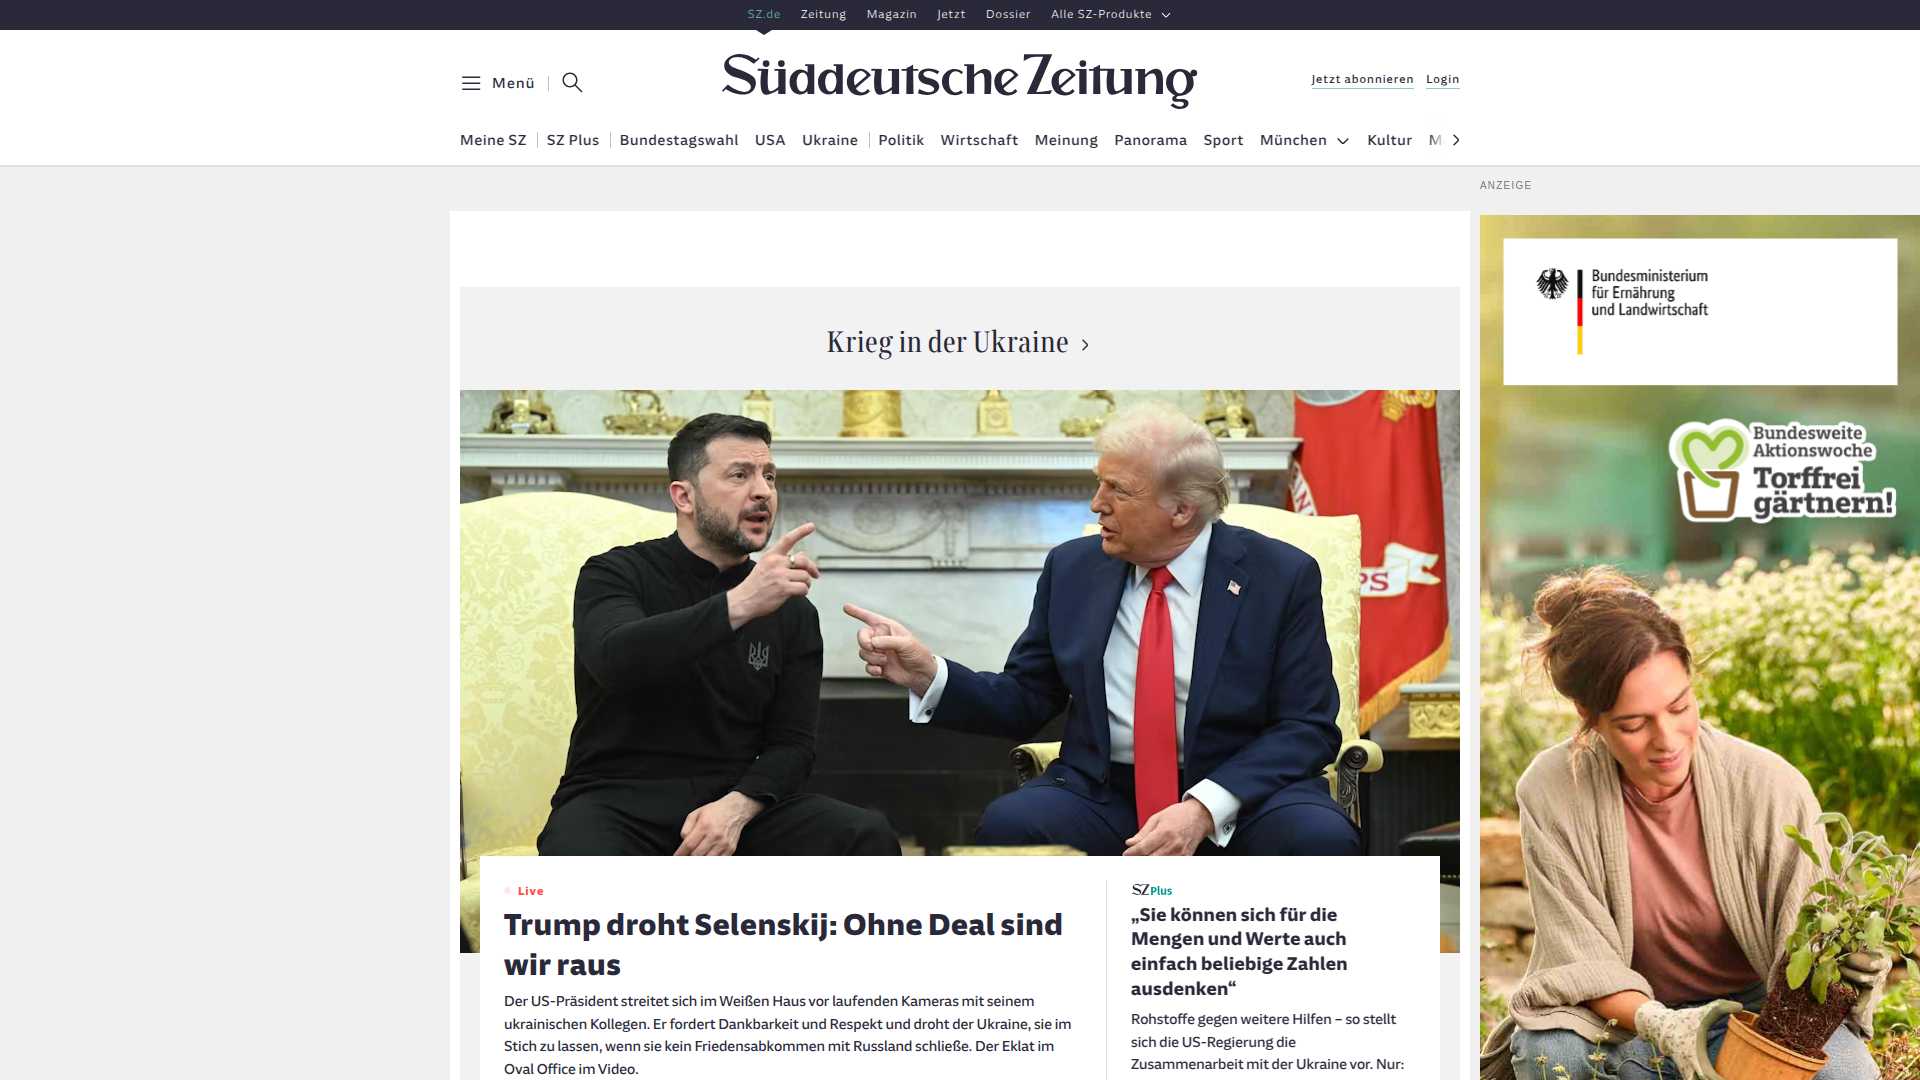 SZ.de Zeitung Magazin Jetzt Dossier Alle SZ-Produkte
Menü
Süddeutsche Zeitung
Jetzt abonnieren Login
Meine SZ SZ Plus Bundestagswahl USA Ukraine Politik Wirtschaft Meinung Panorama Sport München Kultur M
ANZEIGE
Bundesministerium
für Ernährung
und Landwirtschaft
Bundesweite
Aktionswoche
Torffrei
gärtnern!
Krieg in der Ukraine
PS
Live
Trump droht Selenskij: Ohne Deal sind
wir raus
Der US-Präsident streitet sich im Weißen Haus vor laufenden Kameras mit seinem
ukrainischen Kollegen. Er fordert Dankbarkeit und Respekt und droht der Ukraine, sie im
Stich zu lassen, wenn sie kein Friedensabkommen mit Russland schließe. Der Eklat im
Oval Office im Video.
SZ Plus
„Sie können sich für die
Mengen und Werte auch
einfach beliebige Zahlen
ausdenken“
Rohstoffe gegen weitere Hilfen – so stellt
sich die US-Regierung die
Zusammenarbeit mit der Ukraine vor. Nur: